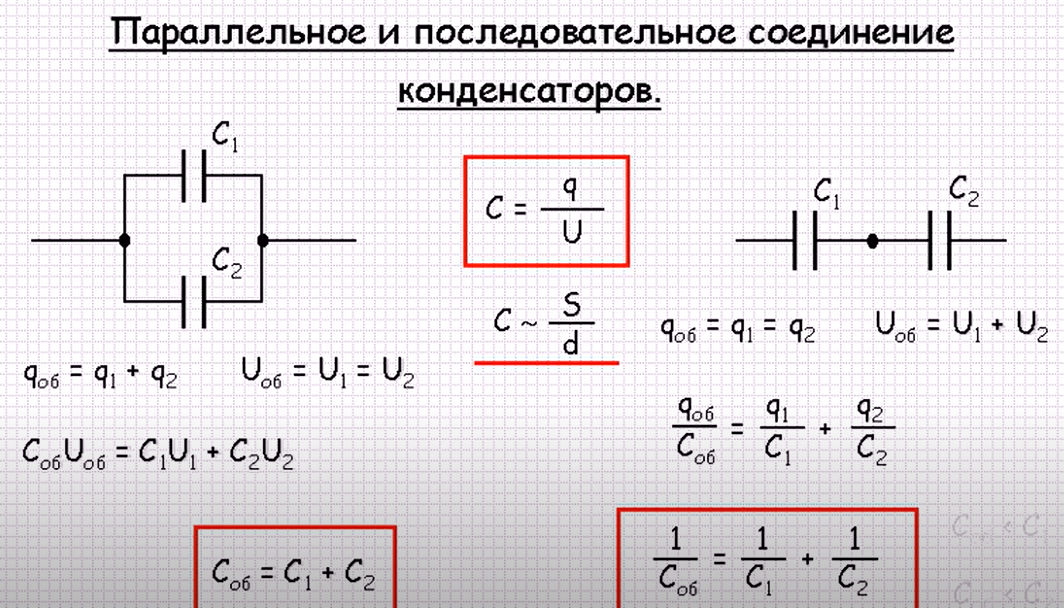 Параллельное и последовательное соединение
конденсаторов.
C₁
C₂
qоб = q₁ + q₂
Uоб = U₁ = U₂
CобUоб = C₁U₁ + C₂U₂
Cоб = C₁ + C₂
C = q/U
C ~ S/d
C₁ C₂
qоб = q₁ = q₂
Uоб = U₁ + U₂
qоб/Cоб = q₁/C₁ + q₂/C₂
1/Cоб = 1/C₁ + 1/C₂